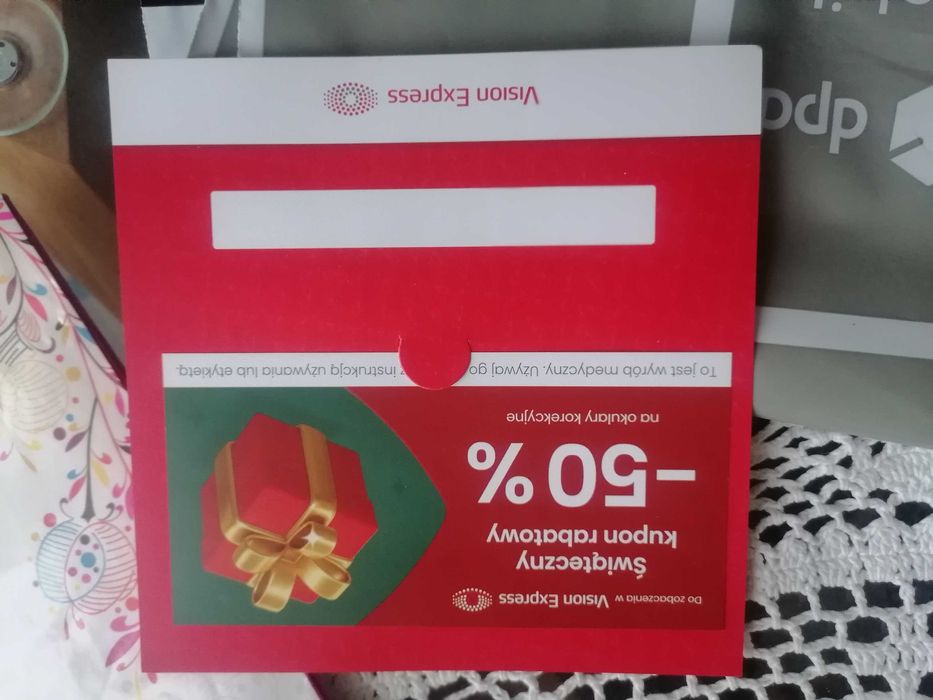 Do zobaczenia w Vision Express
Świąteczny
kupon rabatowy
–50%
na okulary korekcyjne
To jest wyrób medyczny. Używaj go z instrukcją używania lub etykietą.
Vision Express
dpd